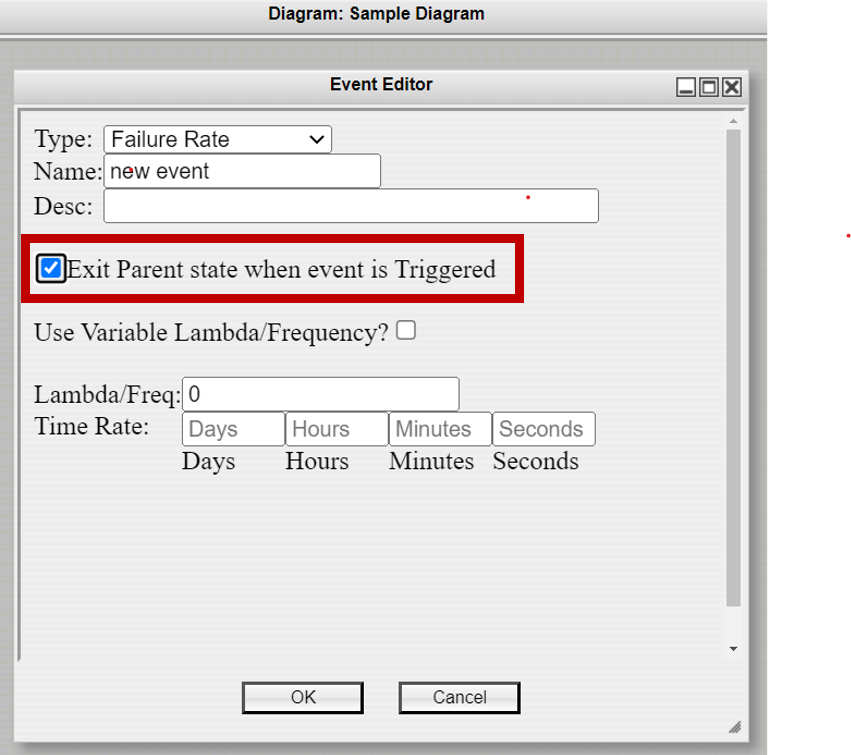 Diagram: Sample Diagram
Event Editor
Type: Failure Rate
Name: new event
Desc:
Exit Parent state when event is Triggered
Use Variable Lambda/Frequency?
Lambda/Freq: 0
Time Rate: Days Hours Minutes Seconds
Days Hours Minutes Seconds
OK Cancel